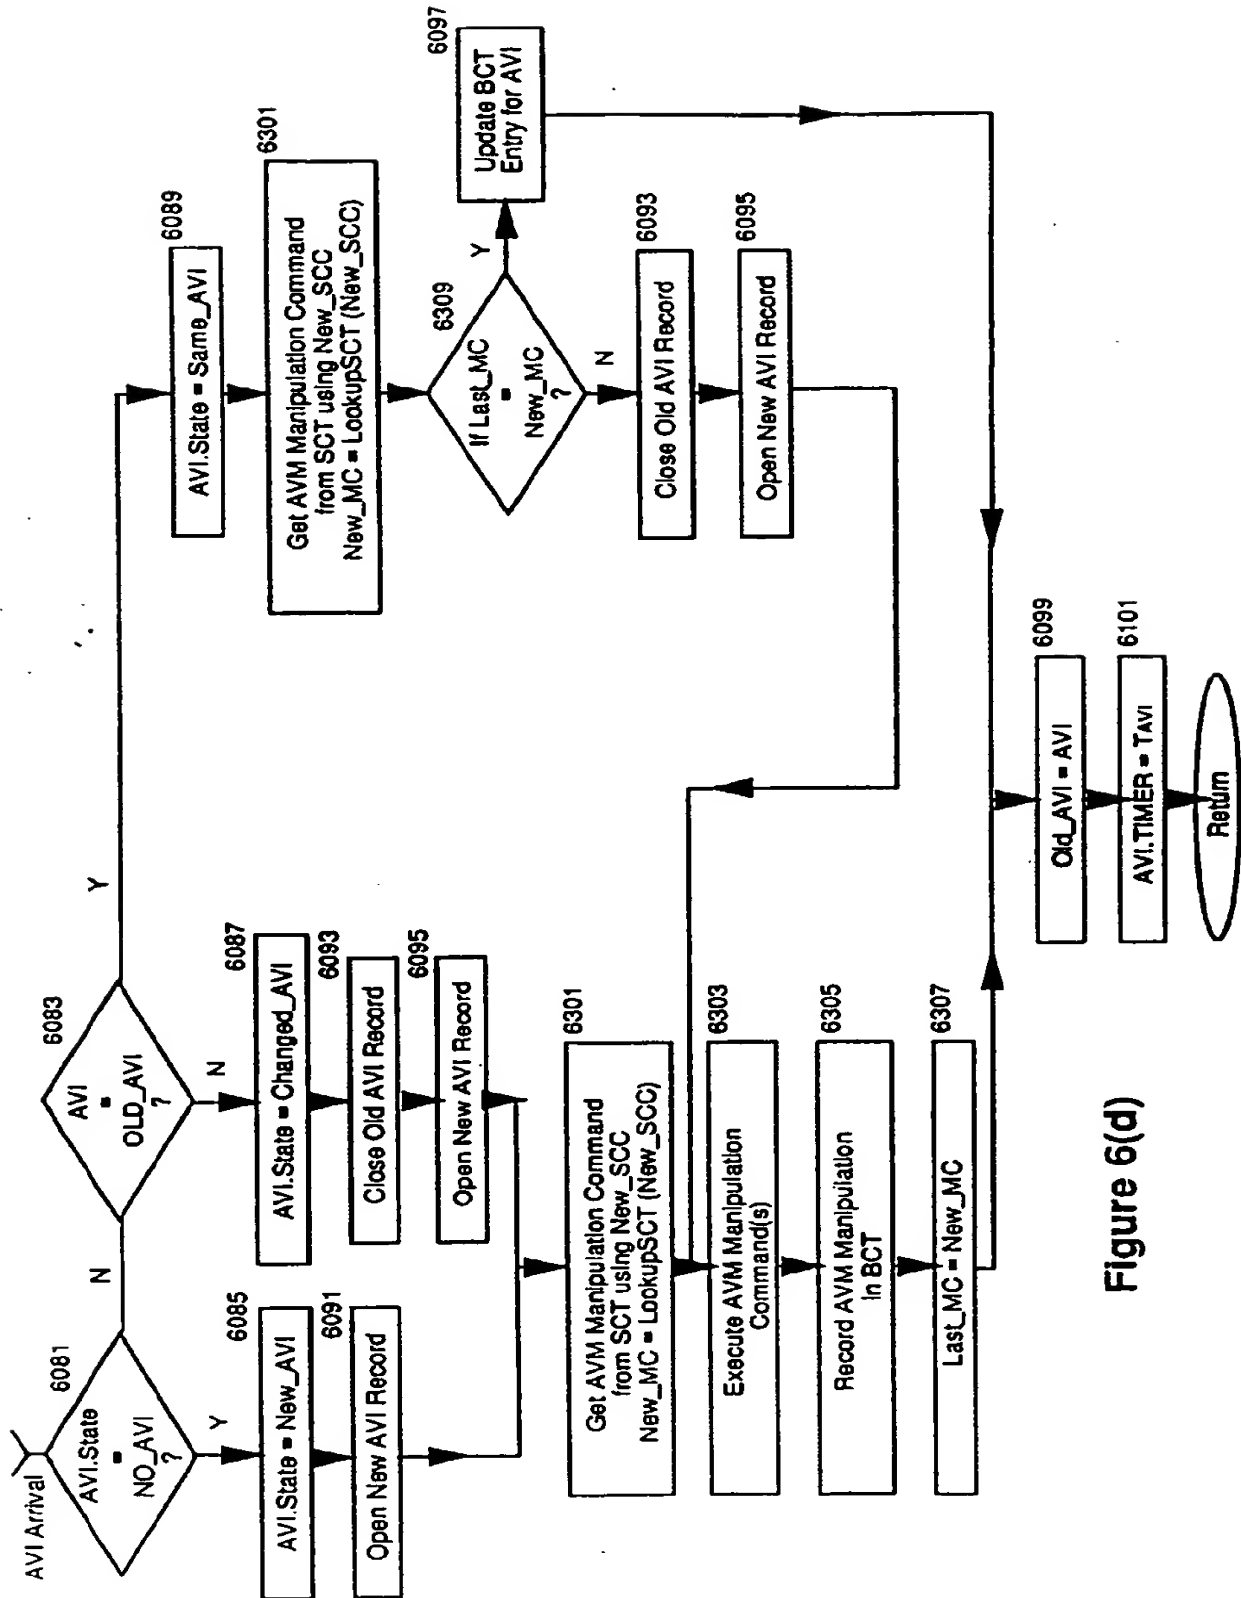 AVI Arrival
6081
AVI.State
=
NO_AVI
?
N
Y
6083
AVI
=
OLD_AVI
?
Y
N
6085
AVI.State = New_AVI
6091
Open New AVI Record
6087
AVI.State = Changed_AVI
6093
Close Old AVI Record
6095
Open New AVI Record
6089
AVI.State = Same_AVI
6301
Get AVM Manipulation Command
from SCT using New_SCC
New_MC = LookupSCT (New_SCC)
6309
If Last_MC
=
New_MC
?
Y
N
6097
Update BCT
Entry for AVI
6093
Close Old AVI Record
6095
Open New AVI Record
6301
Get AVM Manipulation Command
from SCT using New_SCC
New_MC = LookupSCT (New_SCC)
6303
Execute AVM Manipulation
Command(s)
6305
Record AVM Manipulation
in BCT
6307
Last_MC = New_MC
6099
Old_AVI = AVI
6101
AVI.TIMER = TAVI
Return
Figure 6(d)